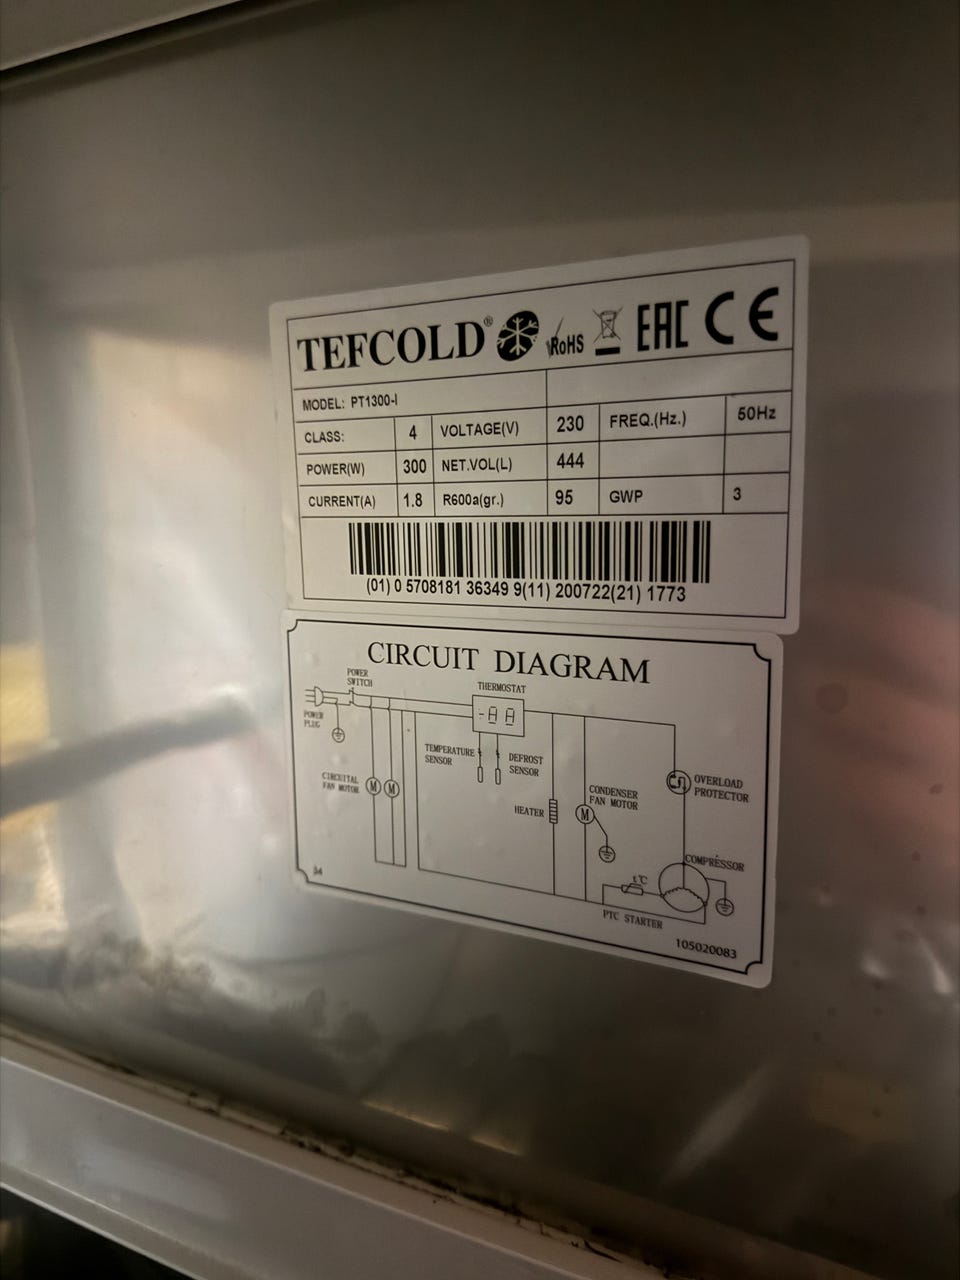 TEFCOLD® RoHS EAC CE
MODEL: PT1300-I
CLASS: 4 VOLTAGE(V) 230 FREQ.(Hz.) 50Hz
POWER(W) 300 NET.VOL(L) 444
CURRENT(A) 1.8 R600a(gr.) 95 GWP 3
(01) 0 5708181 36349 9(11) 200722(21) 1773
CIRCUIT DIAGRAM
POWER
SWITCH
THERMOSTAT
POWER
PLUG
TEMPERATURE
SENSOR
DEFROST
SENSOR
CIRCUITAL
FAN MOTOR
M M
HEATER
CONDENSER
FAN MOTOR
M
OVERLOAD
PROTECTOR
COMPRESSOR
t℃
PTC STARTER
105020083